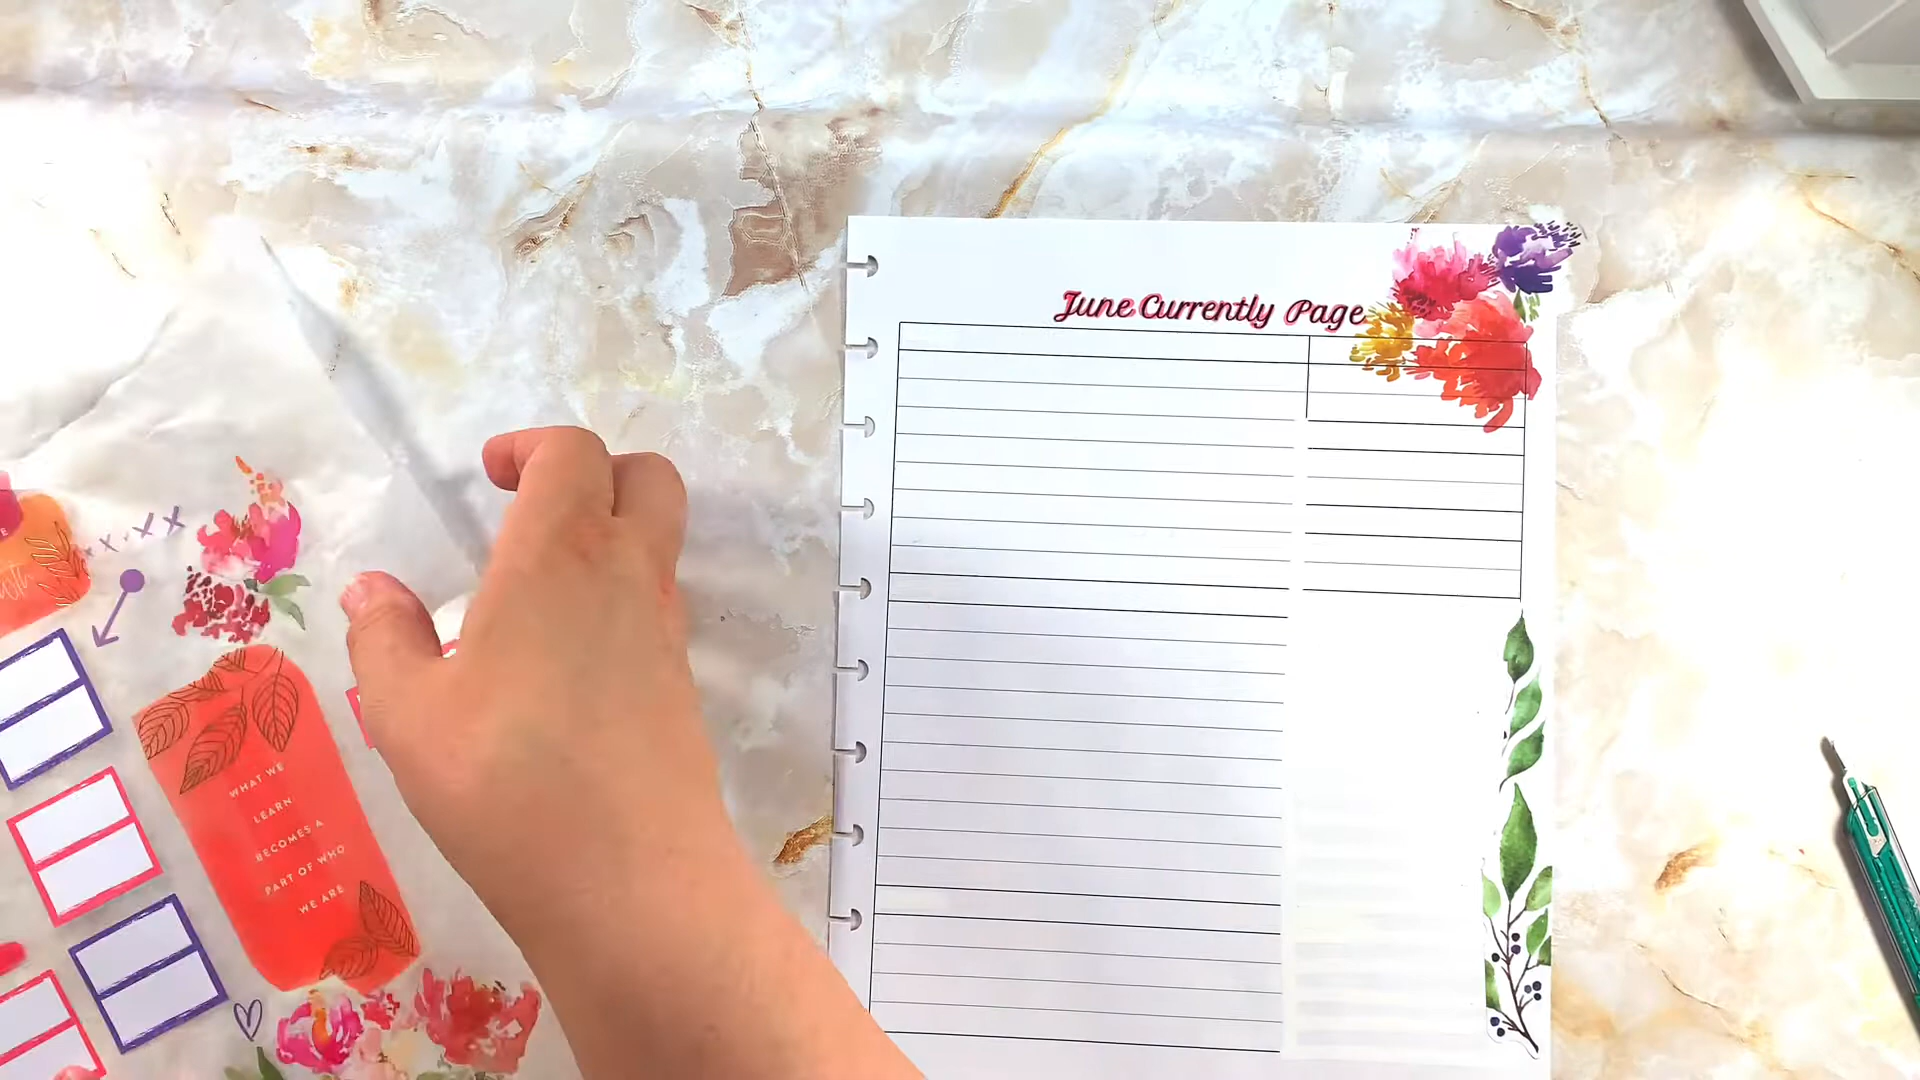 June Currently Page
WHAT WE
LEARN
BECOMES A
PART OF WHO
WE ARE